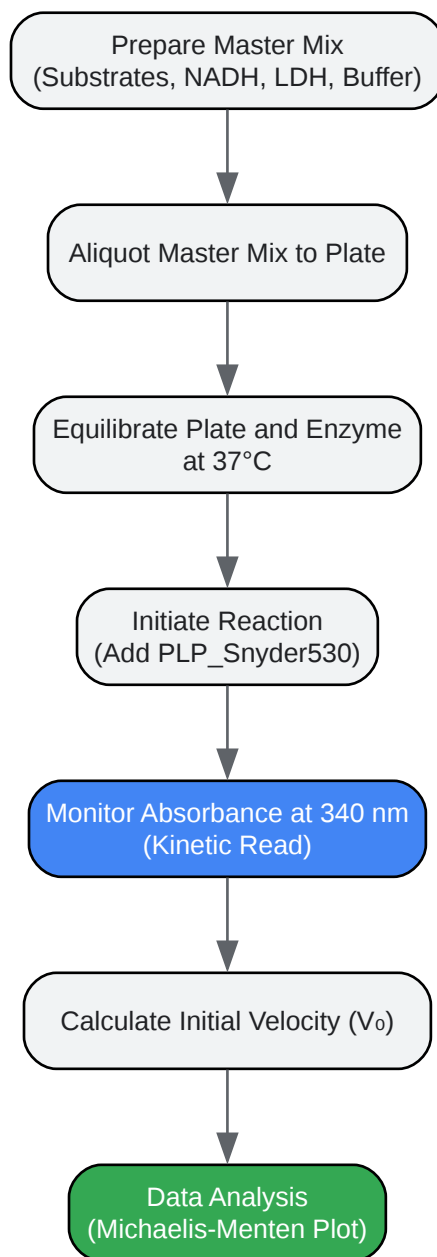 Prepare Master Mix
(Substrates, NADH, LDH, Buffer)
Aliquot Master Mix to Plate
Equilibrate Plate and Enzyme
at 37°C
Initiate Reaction
(Add PLP_Snyder530)
Monitor Absorbance at 340 nm
(Kinetic Read)
Calculate Initial Velocity (V₀)
Data Analysis
(Michaelis-Menten Plot)